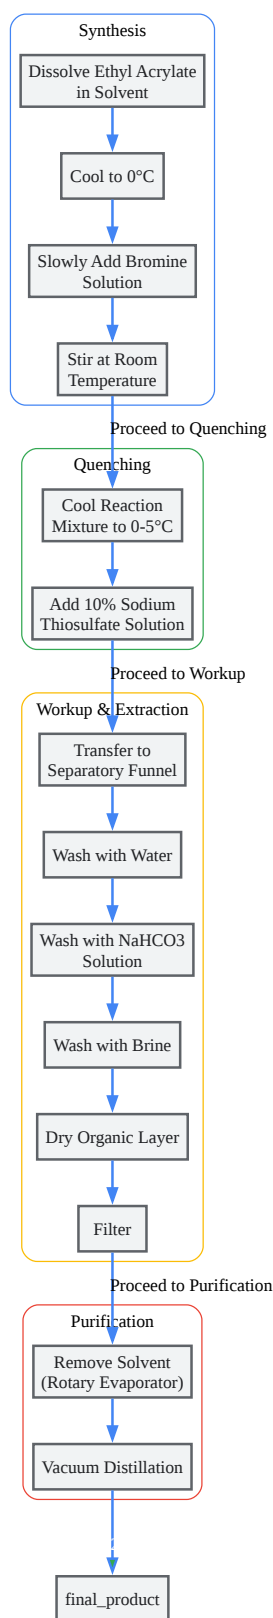 Synthesis
Dissolve Ethyl Acrylate
in Solvent
Cool to 0°C
Slowly Add Bromine
Solution
Stir at Room
Temperature
Proceed to Quenching
Quenching
Cool Reaction
Mixture to 0-5°C
Add 10% Sodium
Thiosulfate Solution
Proceed to Workup
Workup & Extraction
Transfer to
Separatory Funnel
Wash with Water
Wash with NaHCO3
Solution
Wash with Brine
Dry Organic Layer
Filter
Proceed to Purification
Purification
Remove Solvent
(Rotary Evaporator)
Vacuum Distillation
final_product